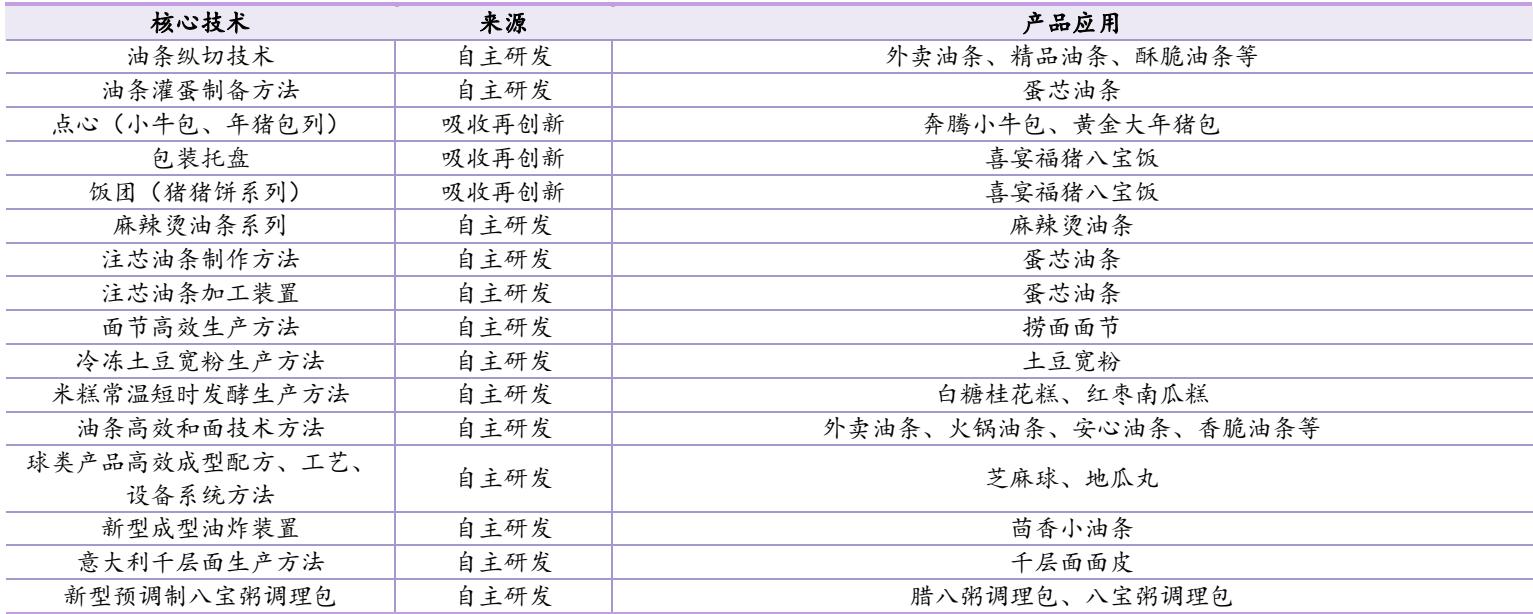 核心技术 来源 产品应用
油条纵切技术 自主研发 外卖油条、精品油条、酥脆油条等
油条灌蛋制备方法 自主研发 蛋芯油条
点心（小牛包、年猪包列） 吸收再创新 奔腾小牛包、黄金大年猪包
包装托盘 吸收再创新 喜宴福猪八宝饭
饭团（猪猪饼系列） 吸收再创新 喜宴福猪八宝饭
麻辣烫油条系列 自主研发 麻辣烫油条
注芯油条制作方法 自主研发 蛋芯油条
注芯油条加工装置 自主研发 蛋芯油条
面节高效生产方法 自主研发 捞面面节
冷冻土豆宽粉生产方法 自主研发 土豆宽粉
米糕常温短时发酵生产方法 自主研发 白糖桂花糕、红枣南瓜糕
油条高效和面技术方法 自主研发 外卖油条、火锅油条、安心油条、香脆油条等
球类产品高效成型配方、工艺、
设备系统方法 自主研发 芝麻球、地瓜丸
新型成型油炸装置 自主研发 茴香小油条
意大利千层面生产方法 自主研发 千层面面皮
新型预调制八宝粥调理包 自主研发 腊八粥调理包、八宝粥调理包